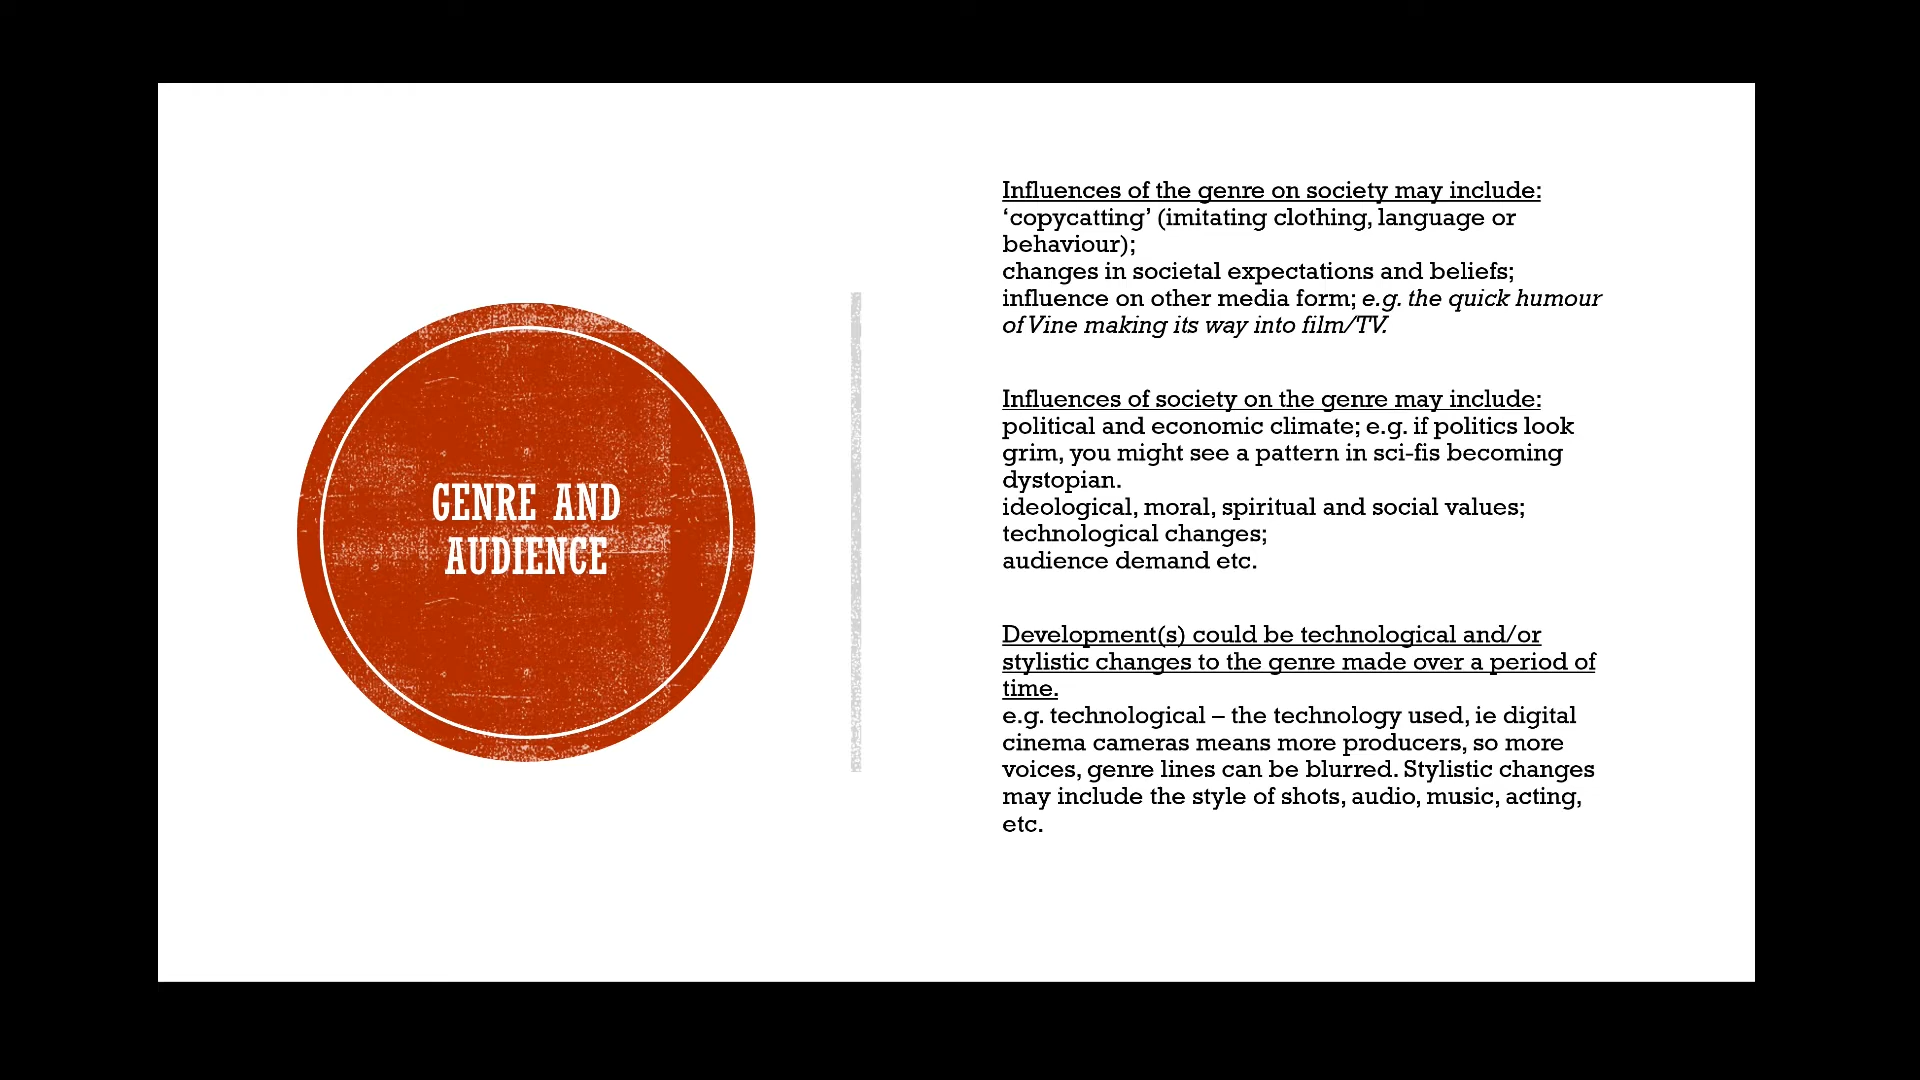 GENRE AND
AUDIENCE
Influences of the genre on society may include:
‘copycatting’ (imitating clothing, language or
behaviour);
changes in societal expectations and beliefs;
influence on other media form; e.g. the quick humour
of Vine making its way into film/TV.
Influences of society on the genre may include:
political and economic climate; e.g. if politics look
grim, you might see a pattern in sci-fis becoming
dystopian.
ideological, moral, spiritual and social values;
technological changes;
audience demand etc.
Development(s) could be technological and/or
stylistic changes to the genre made over a period of
time.
e.g. technological – the technology used, ie digital
cinema cameras means more producers, so more
voices, genre lines can be blurred. Stylistic changes
may include the style of shots, audio, music, acting,
etc.